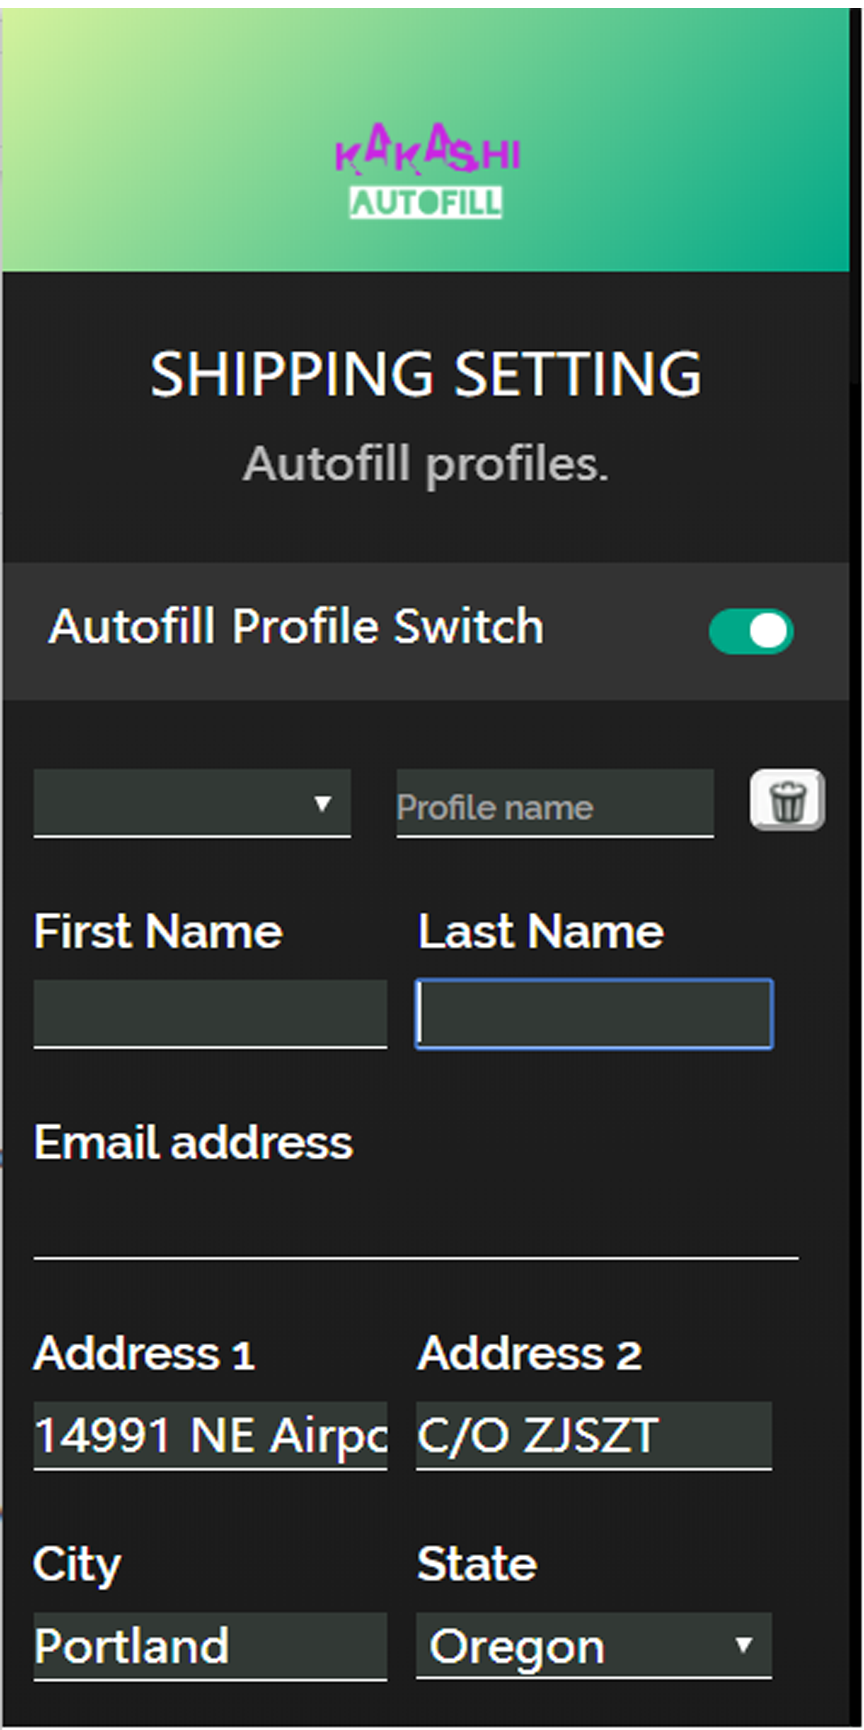 KAKASHI
AUTOFILL
SHIPPING SETTING
Autofill profiles.
Autofill Profile Switch
Profile name
First Name Last Name
Email address
Address 1 Address 2
14991 NE Airpo C/O ZJSZT
City State
Portland Oregon